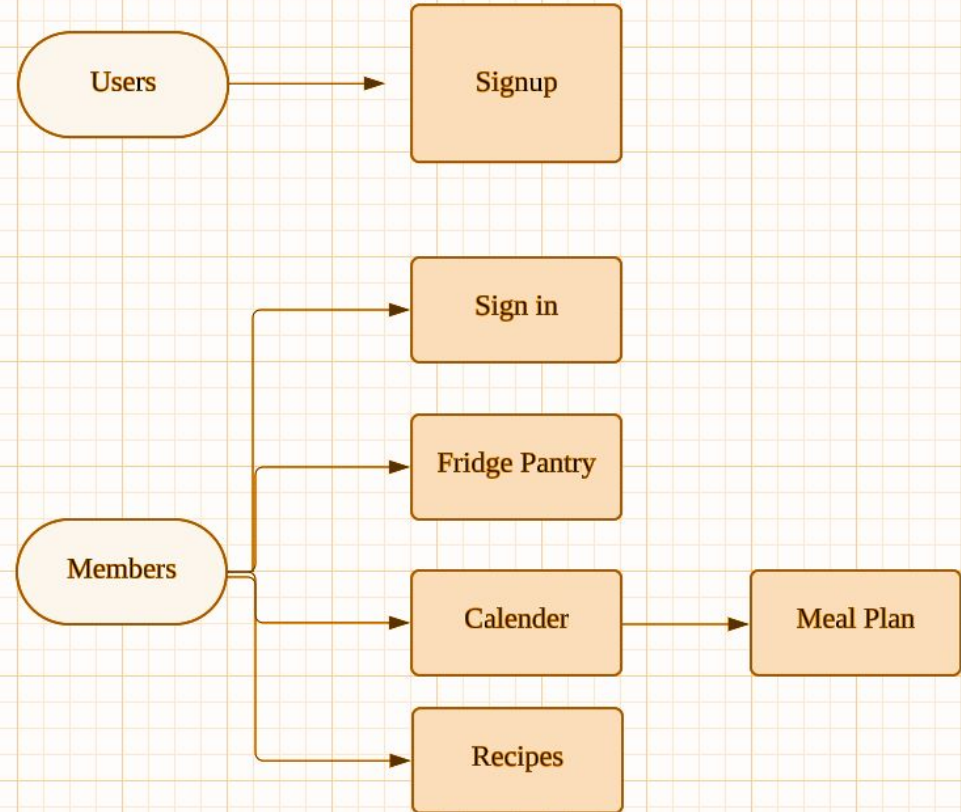 Users
Signup
Sign in
Fridge Pantry
Members
Calender
Meal Plan
Recipes